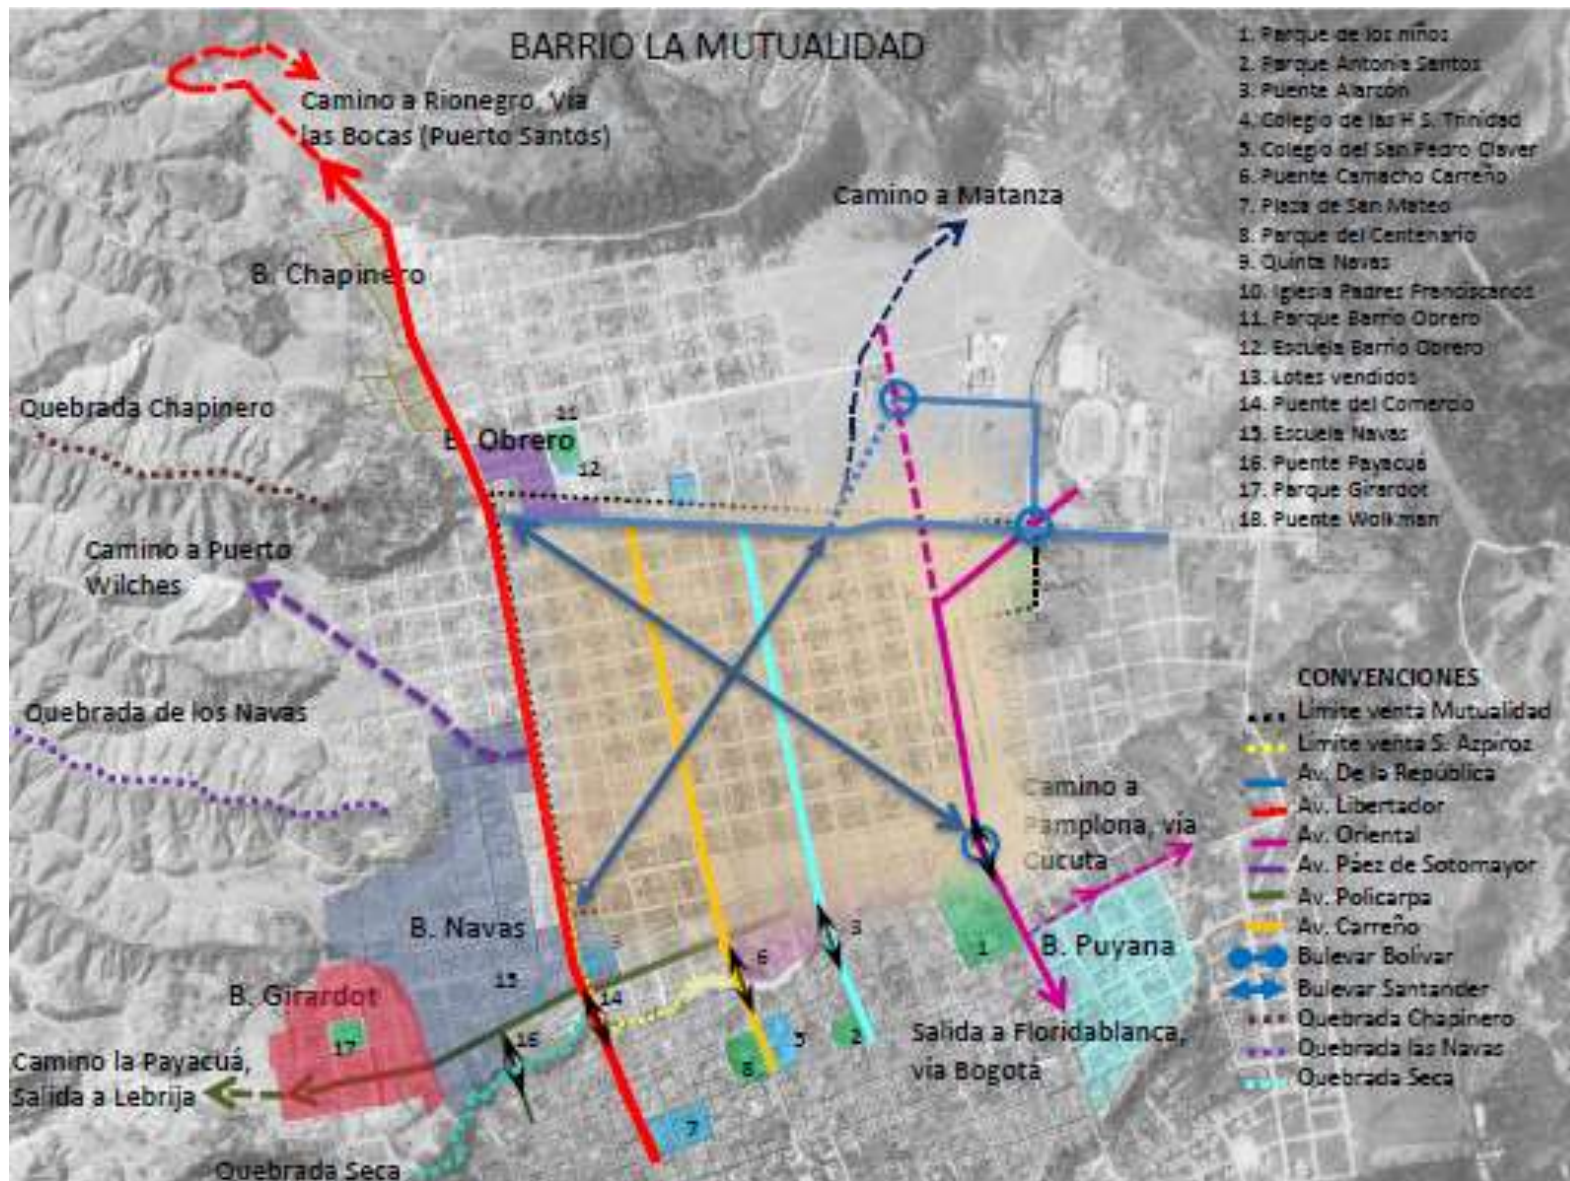 BARRIO LA MUTUALIDAD
Camino a Rionegro, Vía
las Bocas (Puerto Santos)
Camino a Matanza
B. Chapinero
Quebrada Chapinero
11
B. Obrero
12
Camino a Puerto
Wilches
Quebrada de los Navas
Camino a
Pamplona, via
Cucuta
B. Navas
3
6
1
B. Puyana
15
14
B. Girardot
16
17
5
2
8
7
Salida a Floridablanca,
via Bogotá
Camino la Payacuá,
Salida a Lebrija
Quebrada Seca
1. Parque de los niños
2. Parque Antonia Santos
3. Puente Alarcón
4. Colegio de las H S. Trinidad
5. Colegio del San Pedro Claver
6. Puente Camacho Carreño
7. Plaza de San Mateo
8. Parque del Centenario
9. Quinta Navas
10. Iglesia Padres Franciscanos
11. Parque Barrio Obrero
12. Escuela Barrio Obrero
13. Lotes vendidos
14. Puente del Comercio
15. Escuela Navas
16. Puente Payacuá
17. Parque Girardot
18. Puente Wolkman
CONVENCIONES
Limite venta Mutualidad
Limite venta S. Azpiroz
Av. De la República
Av. Libertador
Av. Oriental
Av. Páez de Sotomayor
Av. Policarpa
Av. Carreño
Bulevar Bolívar
Bulevar Santander
Quebrada Chapinero
Quebrada las Navas
Quebrada Seca